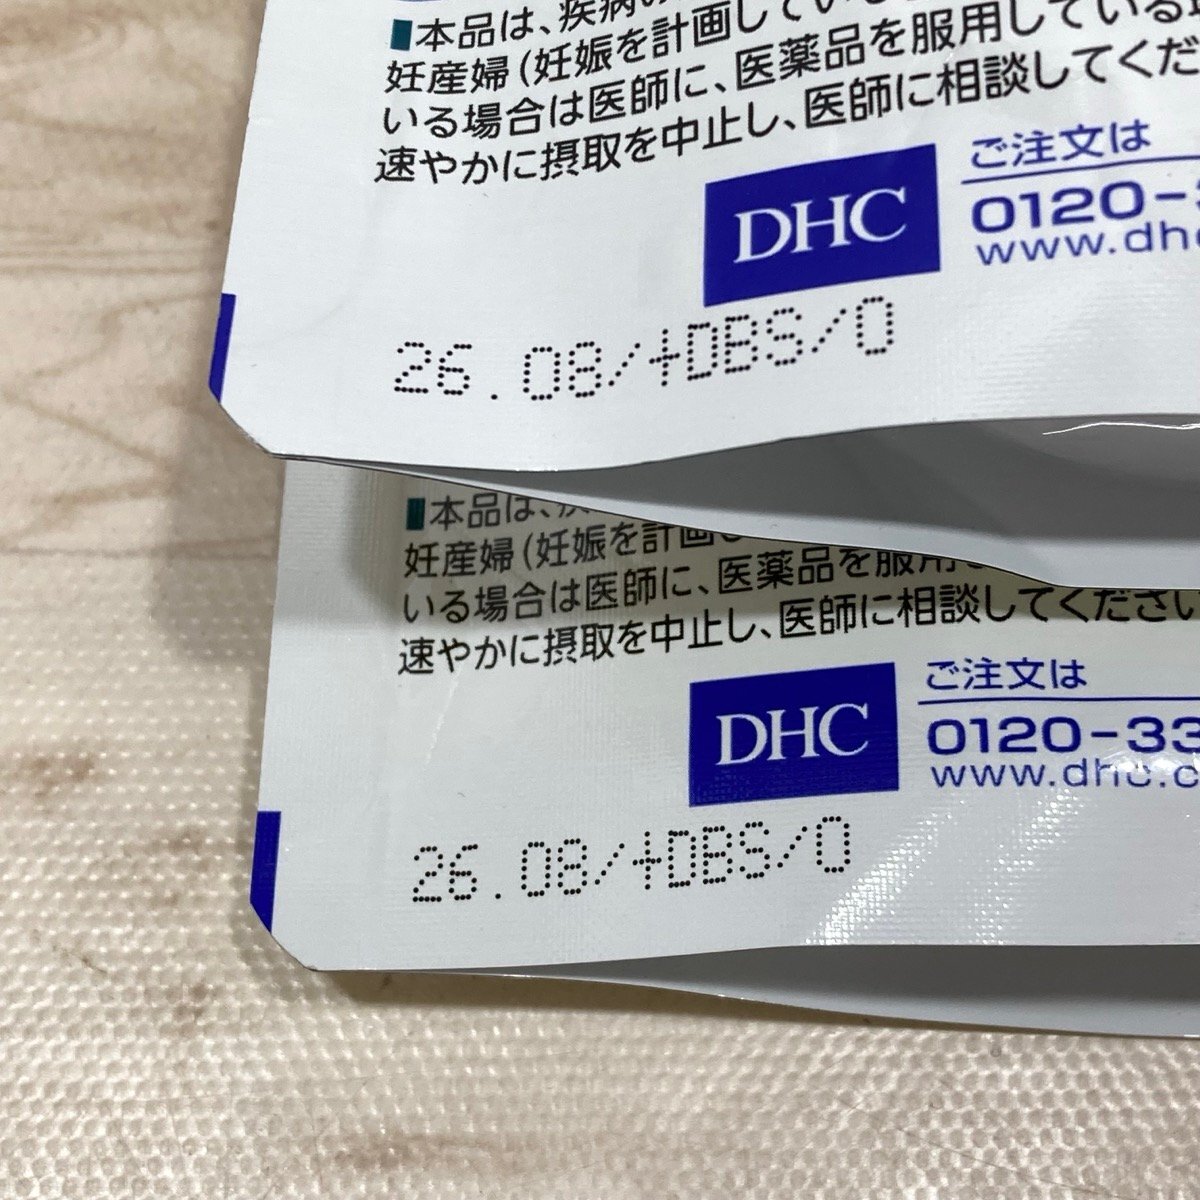 本品は、疾病の
妊産婦(妊娠を計画してい
いる場合は医師に、医薬品を服用している
速やかに摂取を中止し、医師に相談してくだ
DHC
ご注文は
0120-
www.dhc
26.08/+DBS/O
本品は、
妊産婦(妊娠を計画
いる場合は医師に、医薬品を服用
速やかに摂取を中止し、医師に相談してください
DHC
ご注文は
0120-33
www.dhc.c
26.08/+DBS/O